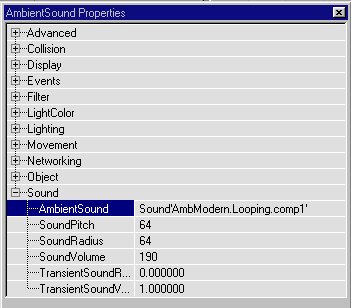 AmbientSound Properties
Advanced
Collision
Display
Events
Filter
LightColor
Lighting
Movement
Networking
Object
Sound
AmbientSound Sound'AmbModern.Looping.comp1'
SoundPitch 64
SoundRadius 64
SoundVolume 190
TransientSoundR... 0.000000
TransientSoundV... 1.000000